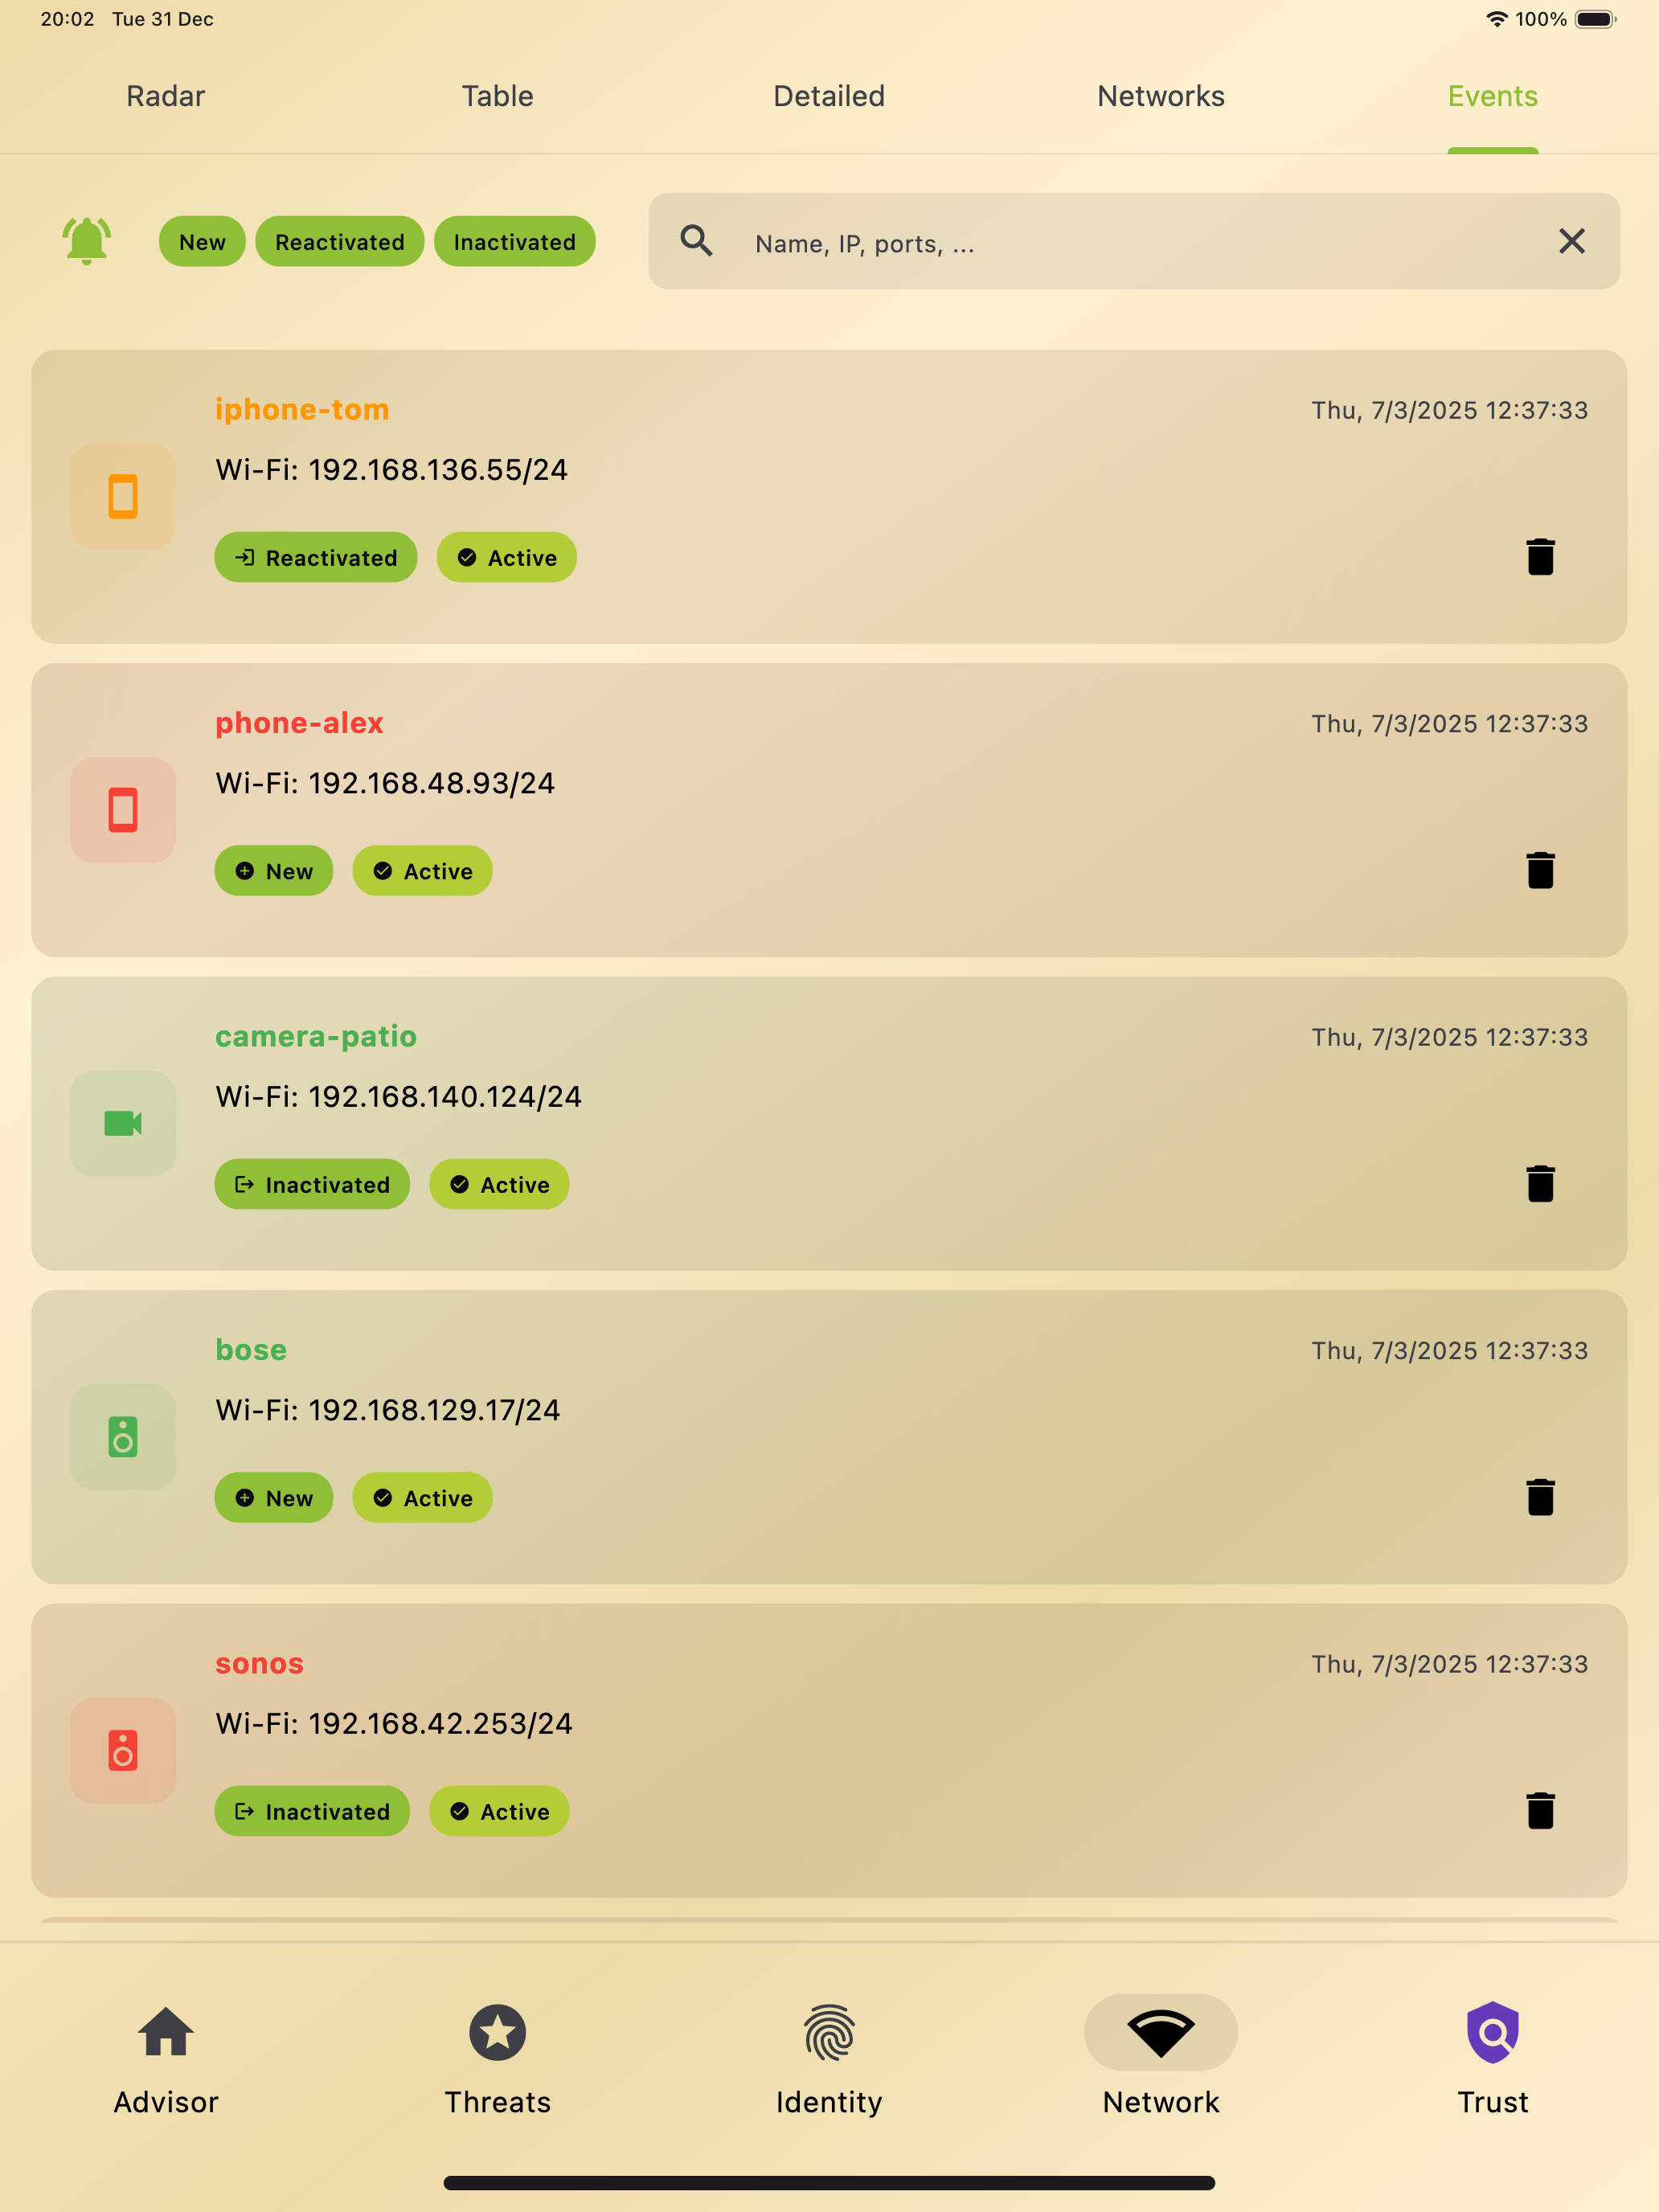 20:02 Tue 31 Dec 100%
Radar Table Detailed Networks Events
New Reactivated Inactivated Name, IP, ports, ...
iphone-tom Thu, 7/3/2025 12:37:33
Wi-Fi: 192.168.136.55/24
Reactivated Active
phone-alex Thu, 7/3/2025 12:37:33
Wi-Fi: 192.168.48.93/24
New Active
camera-patio Thu, 7/3/2025 12:37:33
Wi-Fi: 192.168.140.124/24
Inactivated Active
bose Thu, 7/3/2025 12:37:33
Wi-Fi: 192.168.129.17/24
New Active
sonos Thu, 7/3/2025 12:37:33
Wi-Fi: 192.168.42.253/24
Inactivated Active
Advisor Threats Identity Network Trust